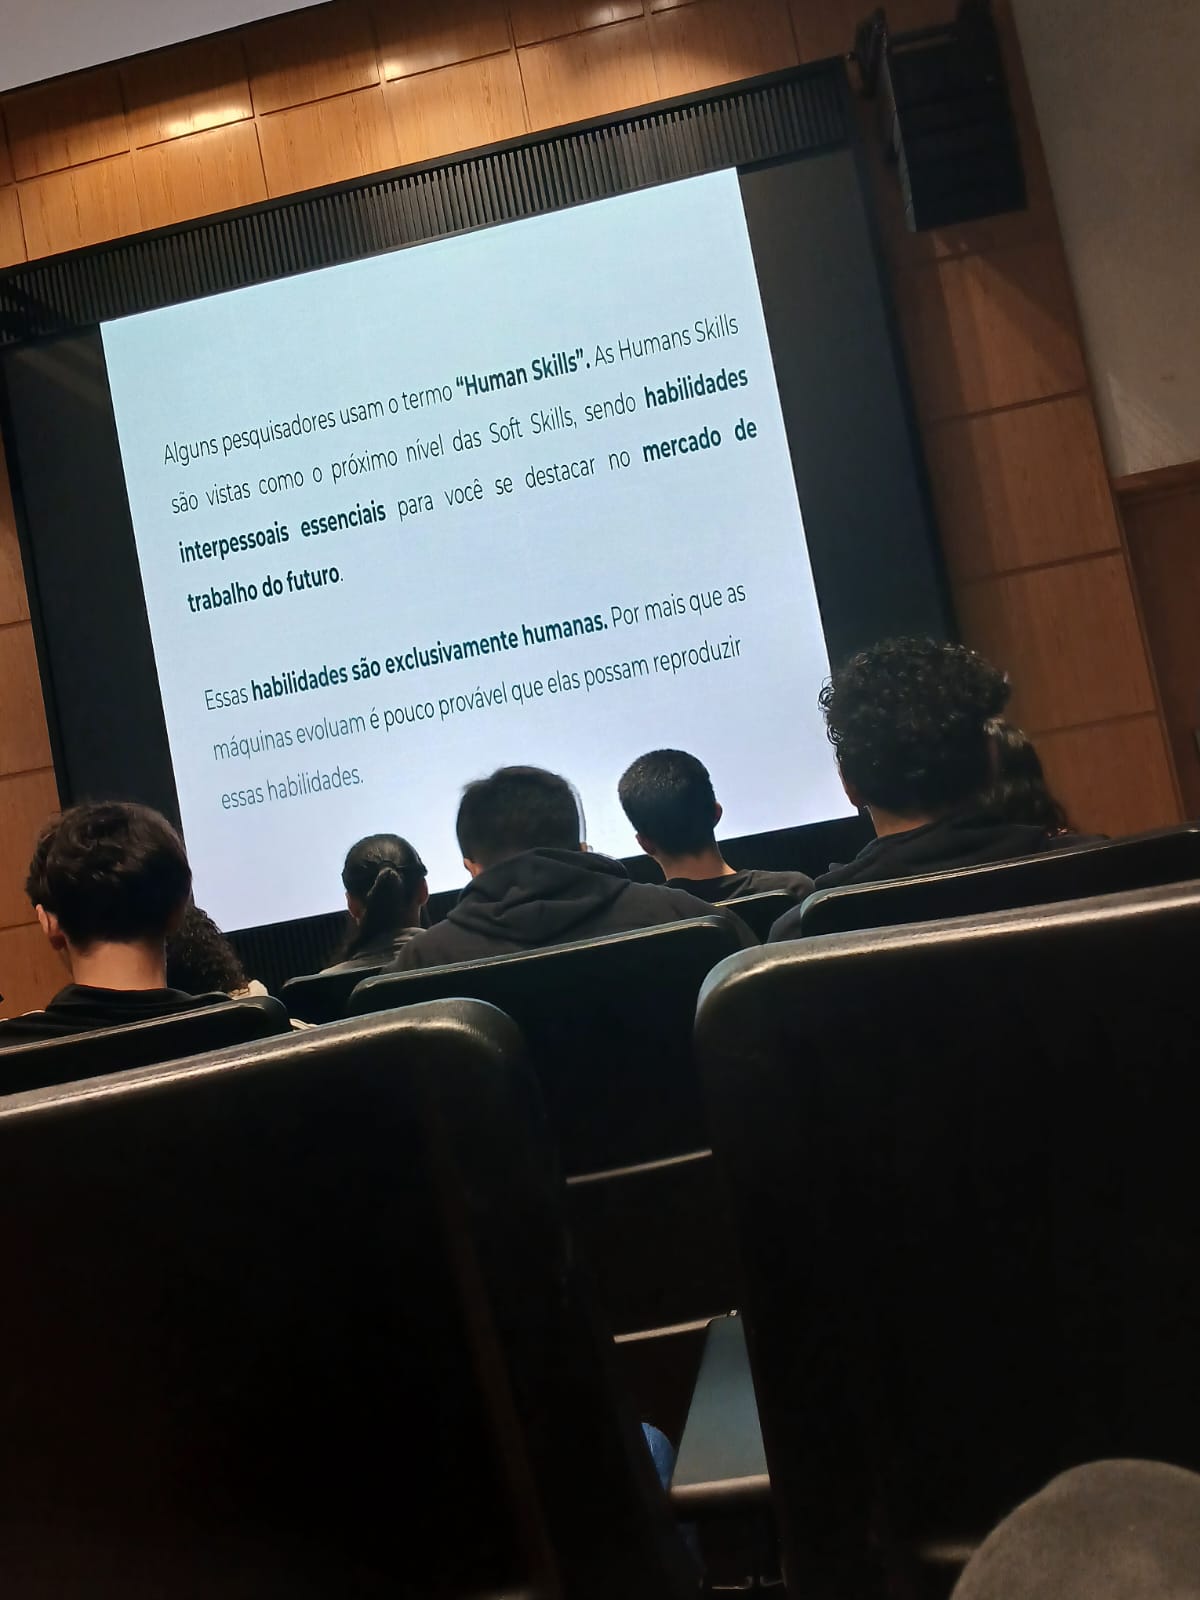 Alguns pesquisadores usam o termo “Human Skills”. As Humans Skills
são vistas como o próximo nível das Soft Skills, sendo habilidades
interpessoais essenciais para você se destacar no mercado de
trabalho do futuro.
Essas habilidades são exclusivamente humanas. Por mais que as
máquinas evoluam é pouco provável que elas possam reproduzir
essas habilidades.